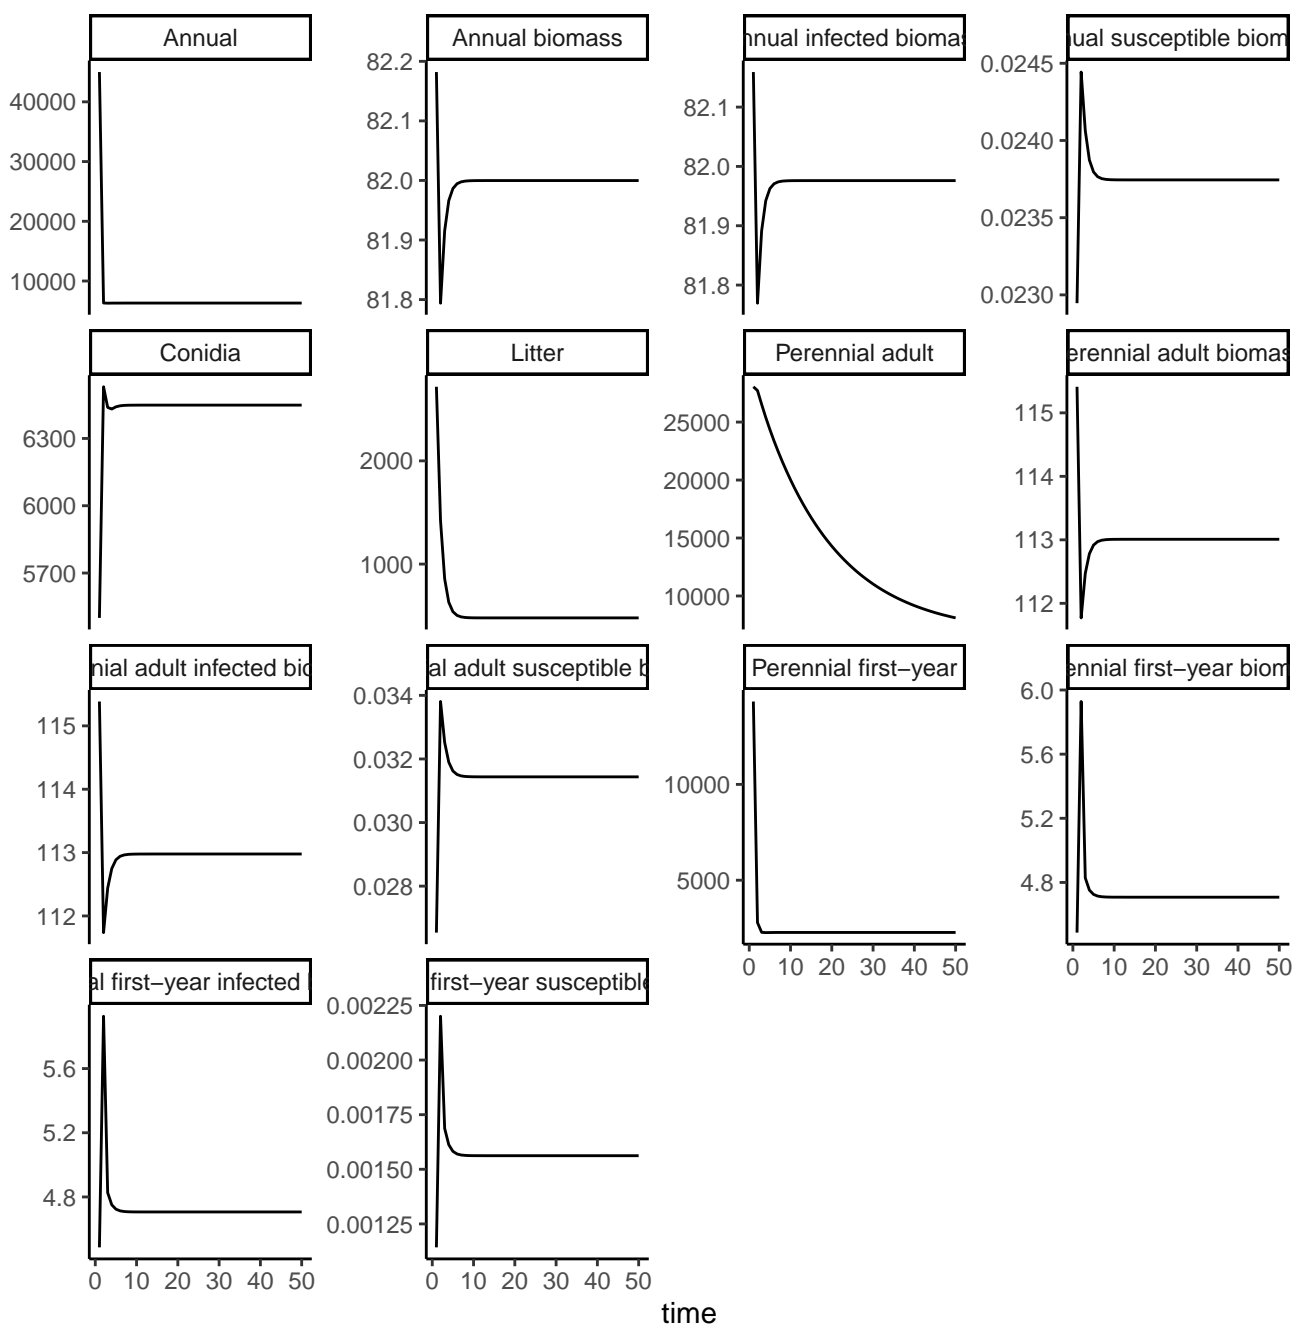 Annual
Annual biomass
nnual infected biomas
ual susceptible biom
40000
30000
20000
10000
82.2
82.1
82.0
81.9
81.8
82.1
82.0
81.9
81.8
0.0245
0.0240
0.0235
0.0230
Conidia
Litter
Perennial adult
erennial adult biomas
6300
6000
5700
2000
1000
25000
20000
15000
10000
115
114
113
112
nial adult infected bio
al adult susceptible b
Perennial first−year
ennial first−year biom
115
114
113
112
0.034
0.032
0.030
0.028
10000
5000
6.0
5.6
5.2
4.8
0 10 20 30 40 50
0 10 20 30 40 50
al first−year infected
first−year susceptible
5.6
5.2
4.8
0.00225
0.00200
0.00175
0.00150
0.00125
0 10 20 30 40 50
0 10 20 30 40 50
time